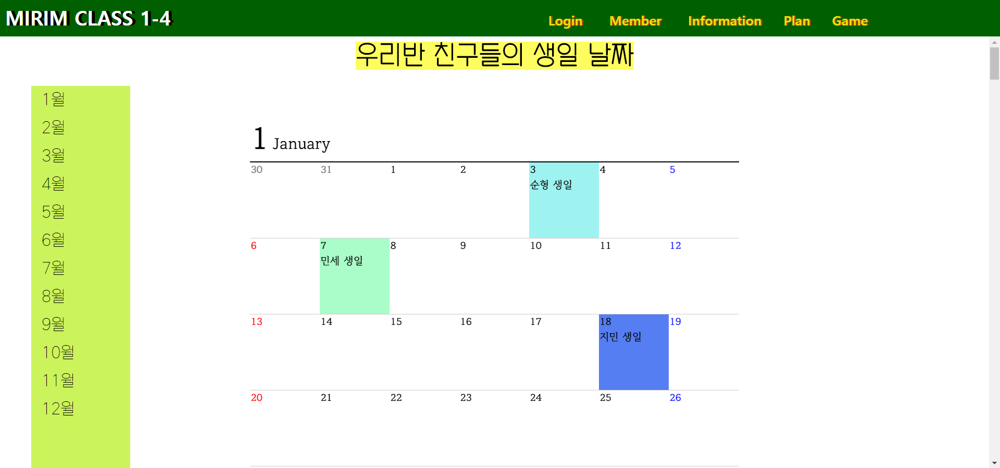 MIRIM CLASS 1-4
Login Member Information Plan Game
우리반 친구들의 생일 날짜
1월
2월
3월
4월
5월
6월
7월
8월
9월
10월
11월
12월
1 January
30 31 1 2 3 4 5
순형 생일
6 7 8 9 10 11 12
민세 생일
13 14 15 16 17 18 19
지민 생일
20 21 22 23 24 25 26